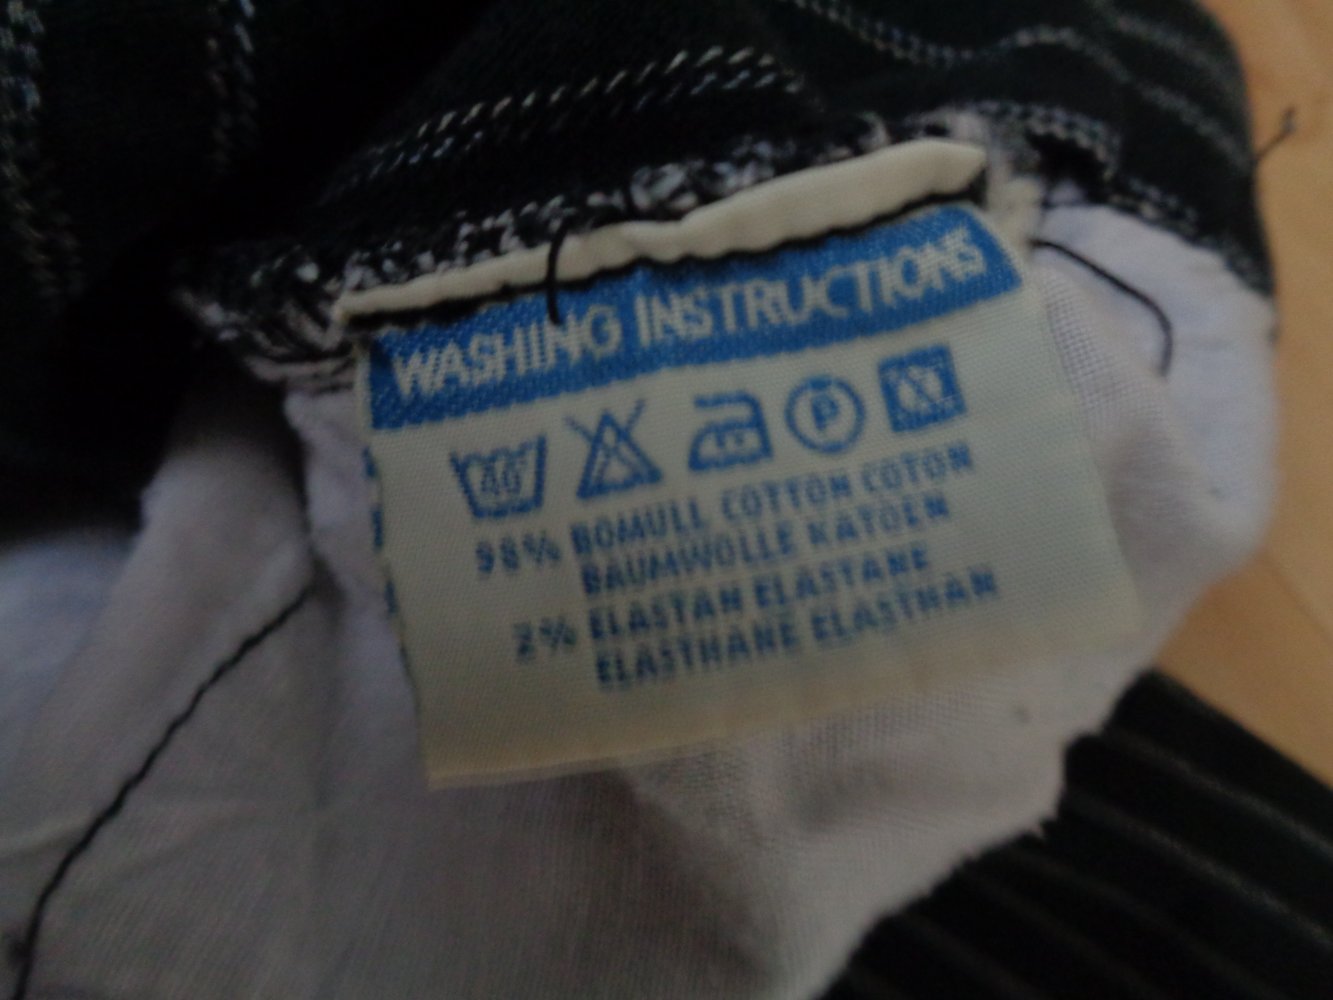 WASHING INSTRUCTIONS
40° P
98% BOMULL COTTON COTON
BAUMWOLLE KATOEN
2% ELASTAN ELASTANE
ELASTHANE ELASTHAN